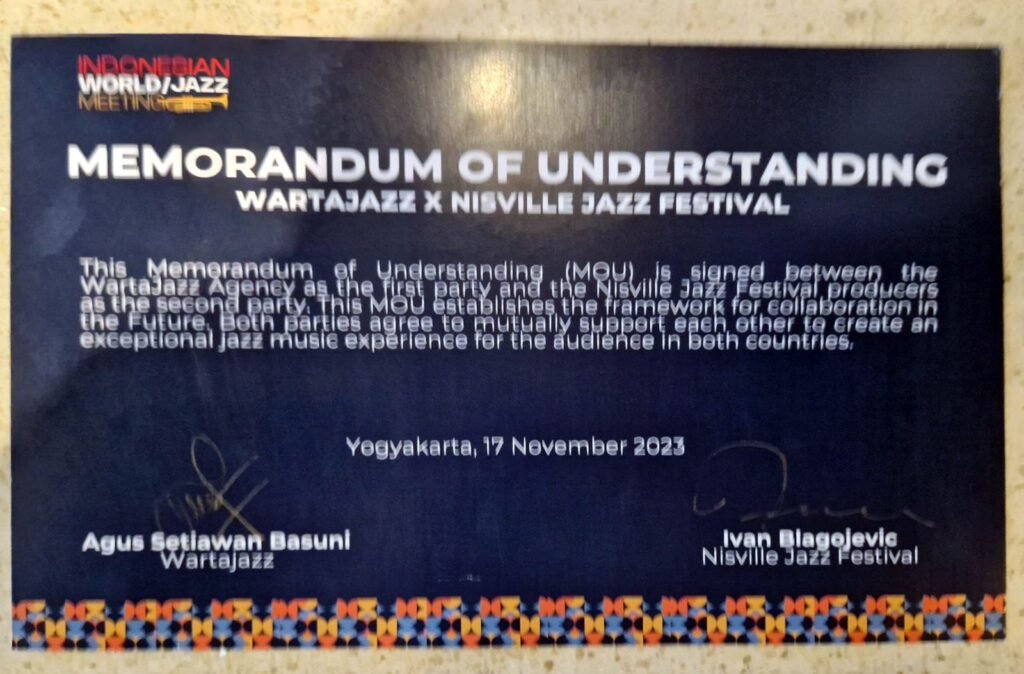 INDONESIAN
WORLD/JAZZ
MEETING
MEMORANDUM OF UNDERSTANDING
WARTAJAZZ X NISVILLE JAZZ FESTIVAL
This Memorandum of Understanding (MOU) is signed between the
WartaJazz Agency as the first party and the Nisville Jazz Festival producers
as the second party. This MOU establishes the framework for collaboration in
the Future. Both parties agree to mutually support each other to create an
exceptional jazz music experience for the audience in both countries.
Yogyakarta, 17 November 2023
Agus Setiawan Basuni
Wartajazz
Ivan Blagojevic
Nisville Jazz Festival